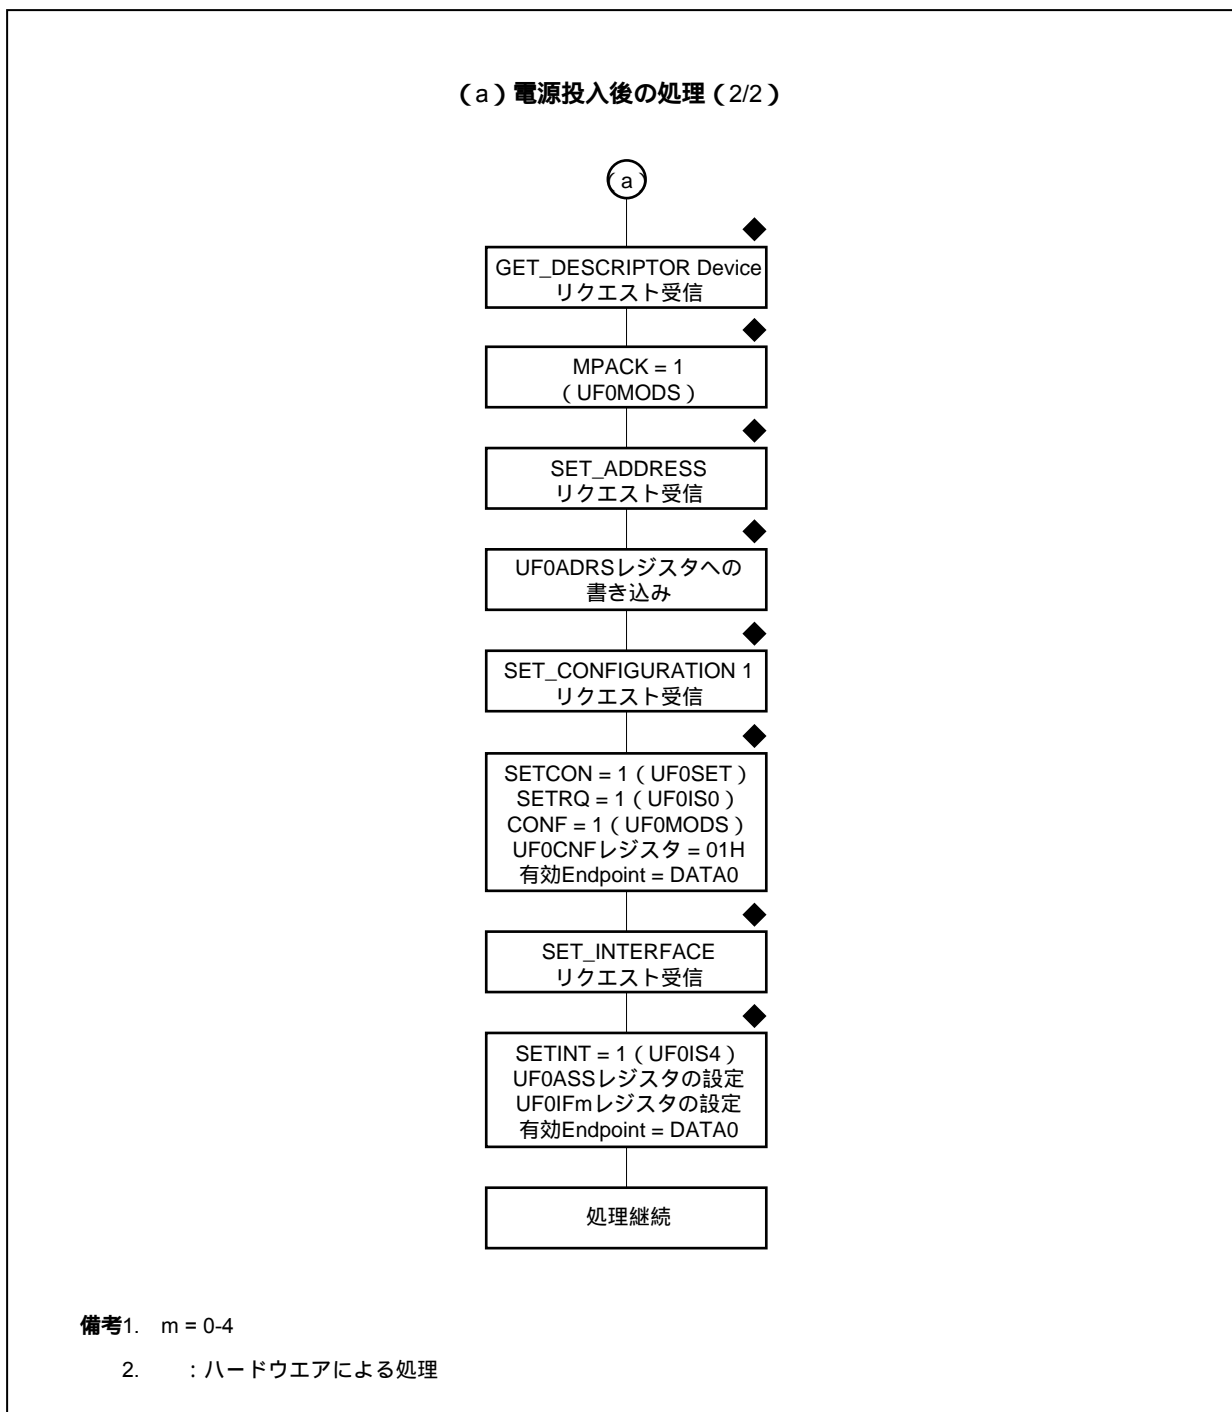 （a）電源投入後の処理（2/2）
（a）
GET_DESCRIPTOR Device
リクエスト受信
MPACK = 1
（UF0MODS）
SET_ADDRESS
リクエスト受信
UF0ADRSレジスタへの
書き込み
SET_CONFIGURATION 1
リクエスト受信
SETCON = 1（UF0SET）
SETRQ = 1（UF0IS0）
CONF = 1（UF0MODS）
UF0CNFレジスタ = 01H
有効Endpoint = DATA0
SET_INTERFACE
リクエスト受信
SETINT = 1（UF0IS4）
UF0ASSレジスタの設定
UF0IFmレジスタの設定
有効Endpoint = DATA0
処理継続
備考1. m = 0-4
2. ：ハードウエアによる処理